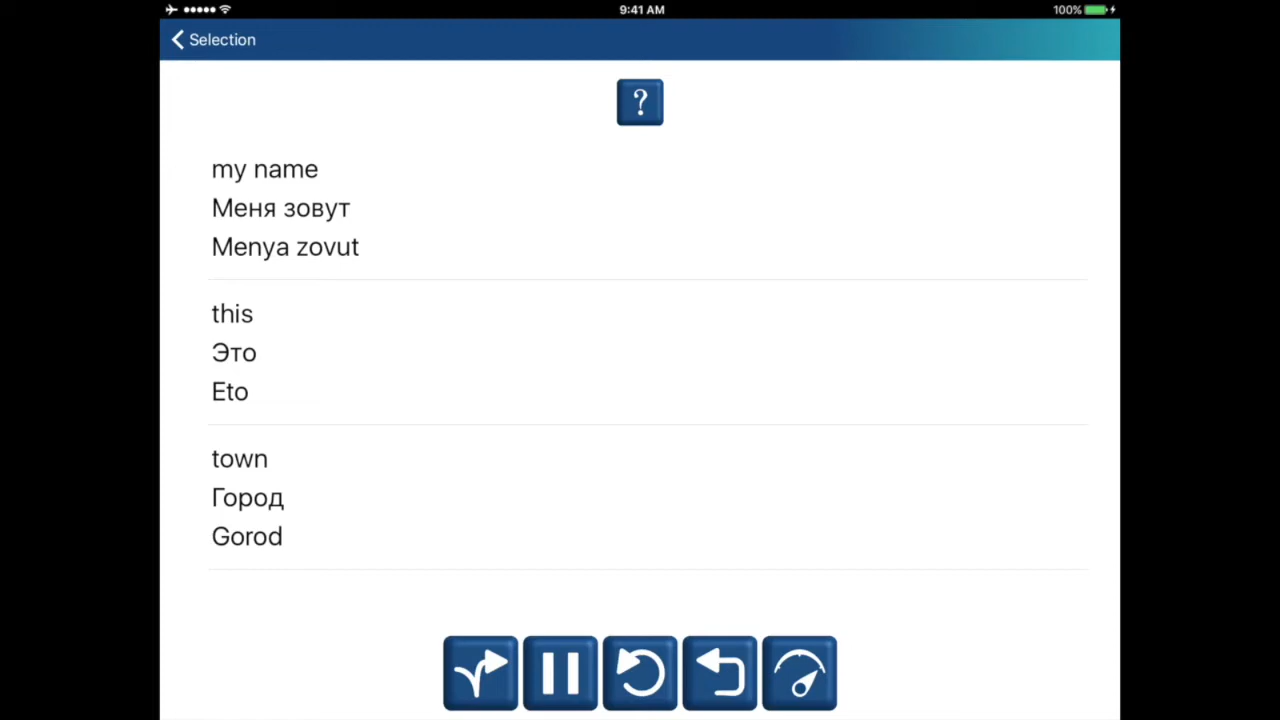 9:41 AM
100%
Selection
?
my name
Меня зовут
Menya zovut
this
Это
Eto
town
Город
Gorod